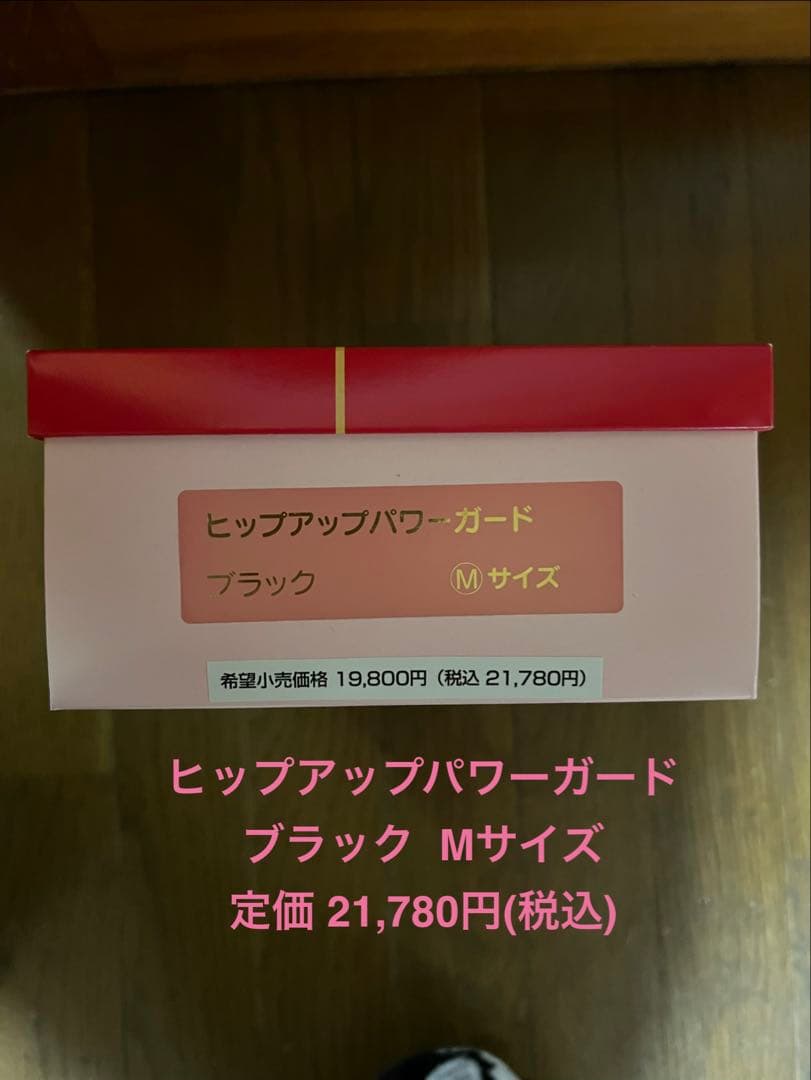 ヒップアップパワーガード
ブラック Ⓜサイズ
希望小売価格 19,800円（税込 21,780円）
ヒップアップパワーガード
ブラック Mサイズ
定価 21,780円(税込)